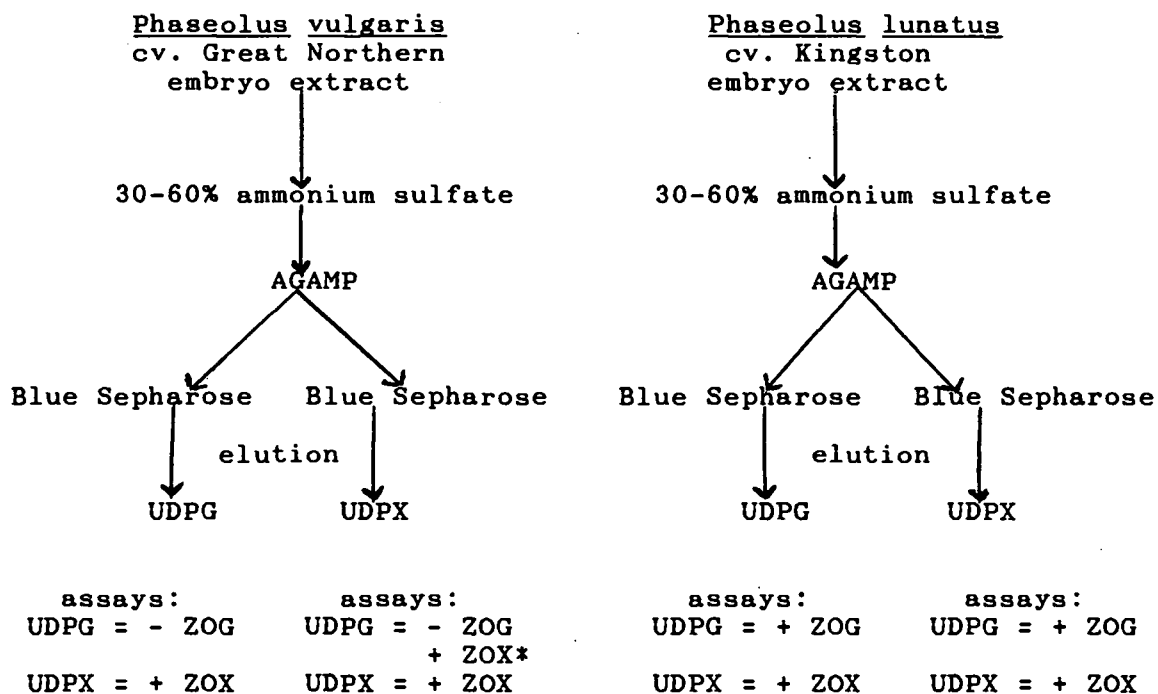 Phaseolus vulgaris
cv. Great Northern
embryo extract
30-60% ammonium sulfate
AGAMP
Blue Sepharose Blue Sepharose
elution
UDPG UDPX
assays: assays:
UDPG = - ZOG UDPG = - ZOG
+ ZOX*
UDPX = + ZOX UDPX = + ZOX
Phaseolus lunatus
cv. Kingston
embryo extract
30-60% ammonium sulfate
AGAMP
Blue Sepharose Blue Sepharose
elution
UDPG UDPX
assays: assays:
UDPG = + ZOG UDPG = + ZOG
UDPX = + ZOX UDPX = + ZOX